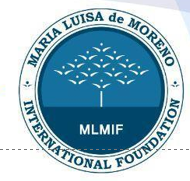 MARIA LUISA de MORENO
MLMIF
INTERNATIONAL FOUNDATION